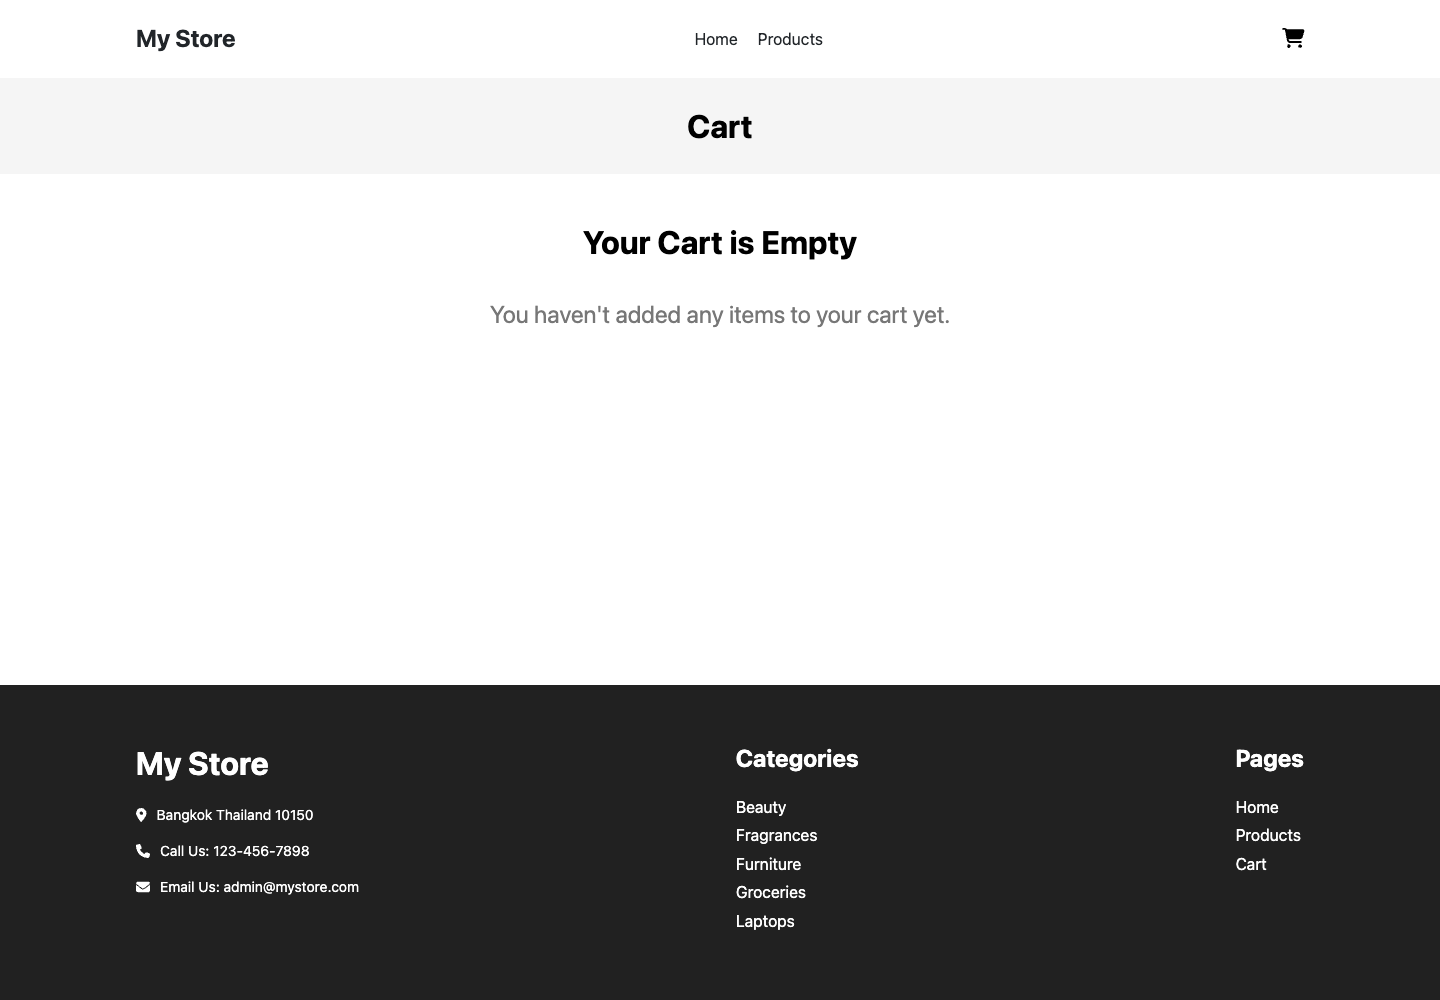 My Store
Home
Products
Cart
Your Cart is Empty
You haven't added any items to your cart yet.
My Store
Bangkok Thailand 10150
Call Us: 123-456-7898
Email Us: admin@mystore.com
Categories
Beauty
Fragrances
Furniture
Groceries
Laptops
Pages
Home
Products
Cart